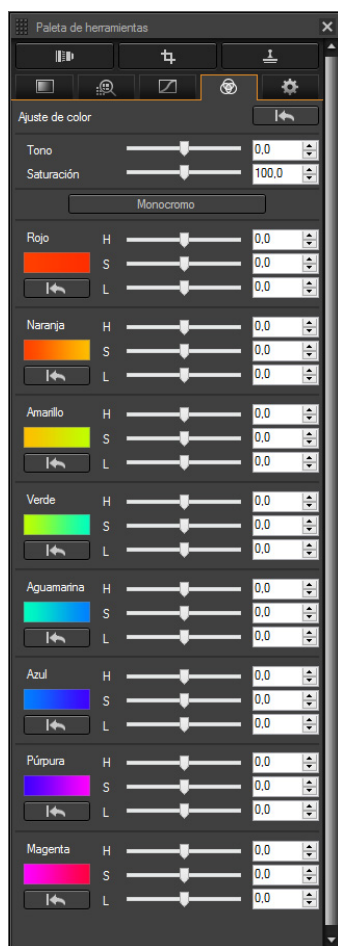 Paleta de herramientas
Ajuste de color
Tono 0,0
Saturación 100,0
Monocromo
Rojo H 0,0
S 0,0
L 0,0
Naranja H 0,0
S 0,0
L 0,0
Amarillo H 0,0
S 0,0
L 0,0
Verde H 0,0
S 0,0
L 0,0
Aguamarina H 0,0
S 0,0
L 0,0
Azul H 0,0
S 0,0
L 0,0
Púrpura H 0,0
S 0,0
L 0,0
Magenta H 0,0
S 0,0
L 0,0